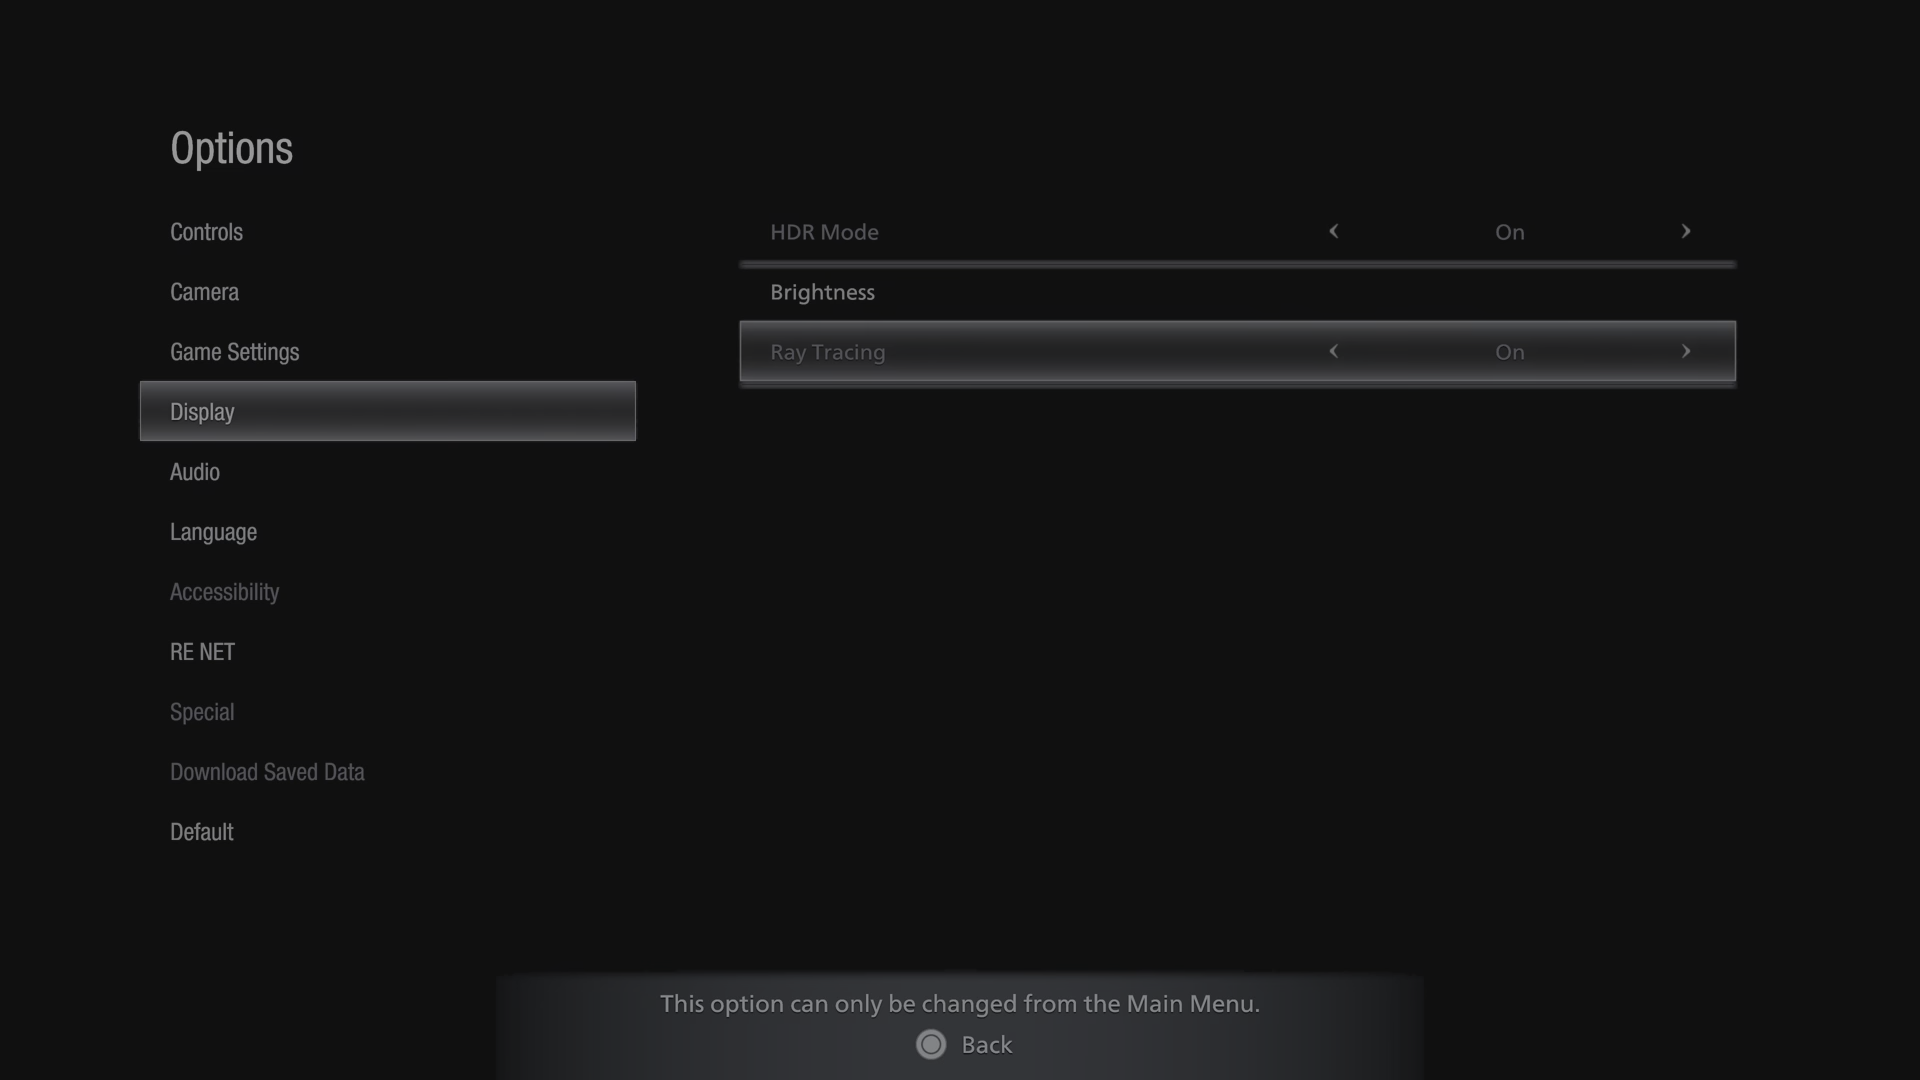 Options
Controls
Camera
Game Settings
Display
Audio
Language
Accessibility
RE NET
Special
Download Saved Data
Default
HDR Mode On
Brightness
Ray Tracing On
This option can only be changed from the Main Menu.
Back